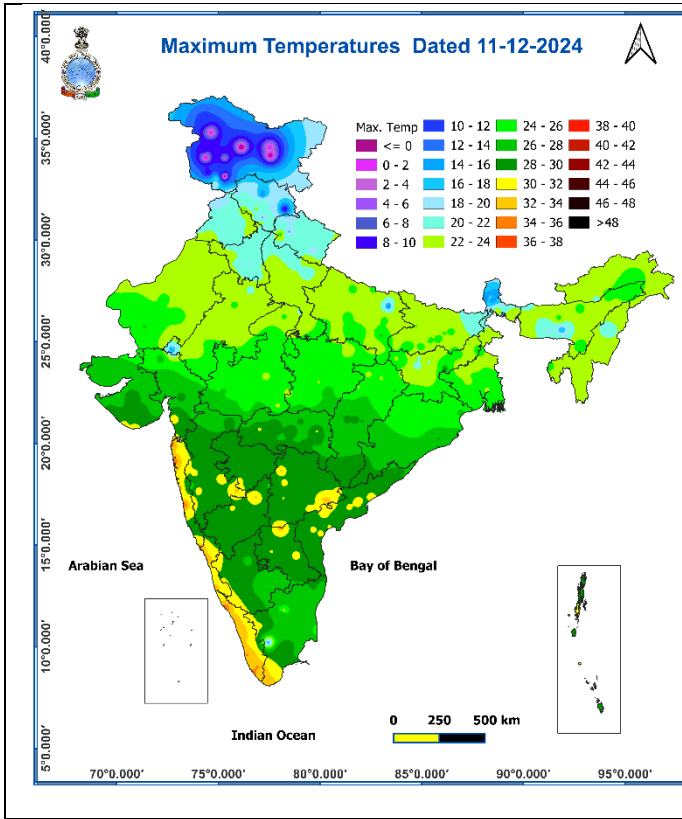 Maximum Temperatures Dated 11-12-2024
Max. Temp
<= 0
0 - 2
2 - 4
4 - 6
6 - 8
8 - 10
10 - 12
12 - 14
14 - 16
16 - 18
18 - 20
20 - 22
22 - 24
24 - 26
26 - 28
28 - 30
30 - 32
32 - 34
34 - 36
36 - 38
38 - 40
40 - 42
42 - 44
44 - 46
46 - 48
>48
40°0.000'
35°0.000'
30°0.000'
25°0.000'
20°0.000'
15°0.000'
10°0.000'
5°0.000'
Arabian Sea
Bay of Bengal
Indian Ocean
0 250 500 km
70°0.000' 75°0.000' 80°0.000' 85°0.000' 90°0.000' 95°0.000'